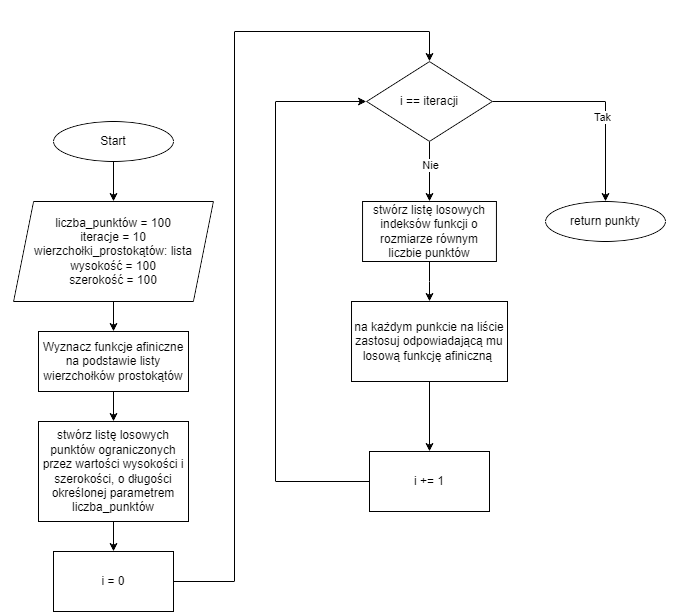 Start
liczba_punktów = 100
iteracje = 10
wierzchołki_prostokątów: lista
wysokość = 100
szerokość = 100
Wyznacz funkcje afiniczne
na podstawie listy
wierzchołków prostokątów
stwórz listę losowych
punktów ograniczonych
przez wartości wysokości i
szerokości, o długości
określonej parametrem
liczba_punktów
i = 0
i == iteracji
Tak
return punkty
Nie
stwórz listę losowych
indeksów funkcji o
rozmiarze równym
liczbie punktów
na każdym punkcie na liście
zastosuj odpowiadającą mu
losową funkcję afiniczną
i += 1